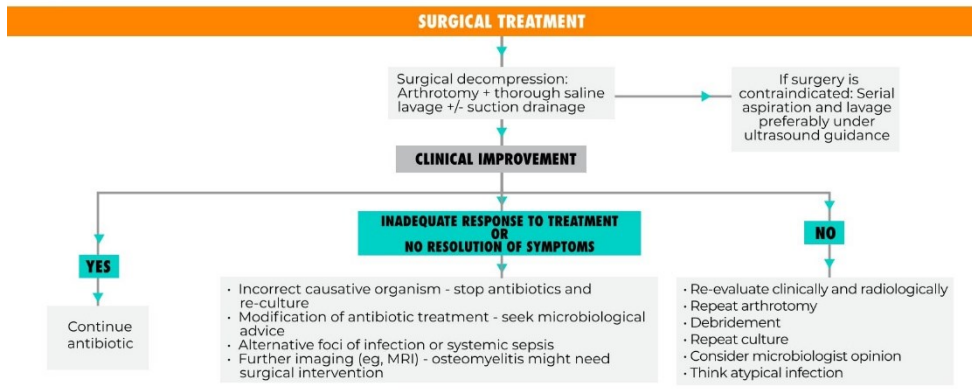 SURGICAL TREATMENT
Surgical decompression:
Arthrotomy + thorough saline
lavage +/- suction drainage
If surgery is
contraindicated: Serial
aspiration and lavage
preferably under
ultrasound guidance
CLINICAL IMPROVEMENT
YES
Continue
antibiotic
INADEQUATE RESPONSE TO TREATMENT
OR
NO RESOLUTION OF SYMPTOMS
· Incorrect causative organism - stop antibiotics and
re-culture
· Modification of antibiotic treatment - seek microbiological
advice
· Alternative foci of infection or systemic sepsis
· Further imaging (eg, MRI) - osteomyelitis might need
surgical intervention
NO
· Re-evaluate clinically and radiologically
· Repeat arthrotomy
· Debridement
· Repeat culture
· Consider microbiologist opinion
· Think atypical infection